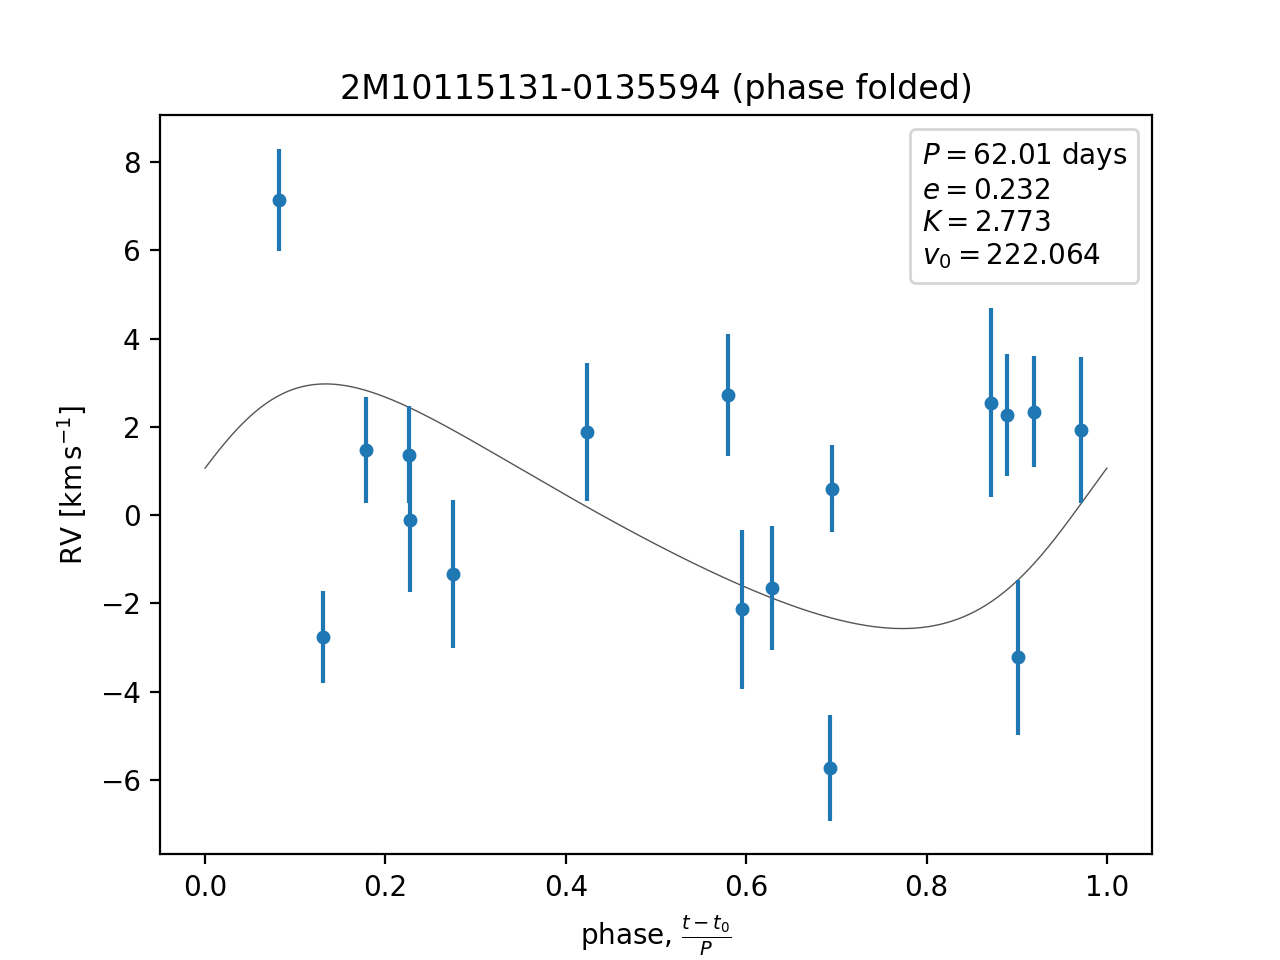 2M10115131-0135594 (phase folded)
P = 62.01 days
e = 0.232
K = 2.773
v₀ = 222.064
RV [km s⁻¹]
8
6
4
2
0
−2
−4
−6
0.0 0.2 0.4 0.6 0.8 1.0
phase, (t − t₀)/P